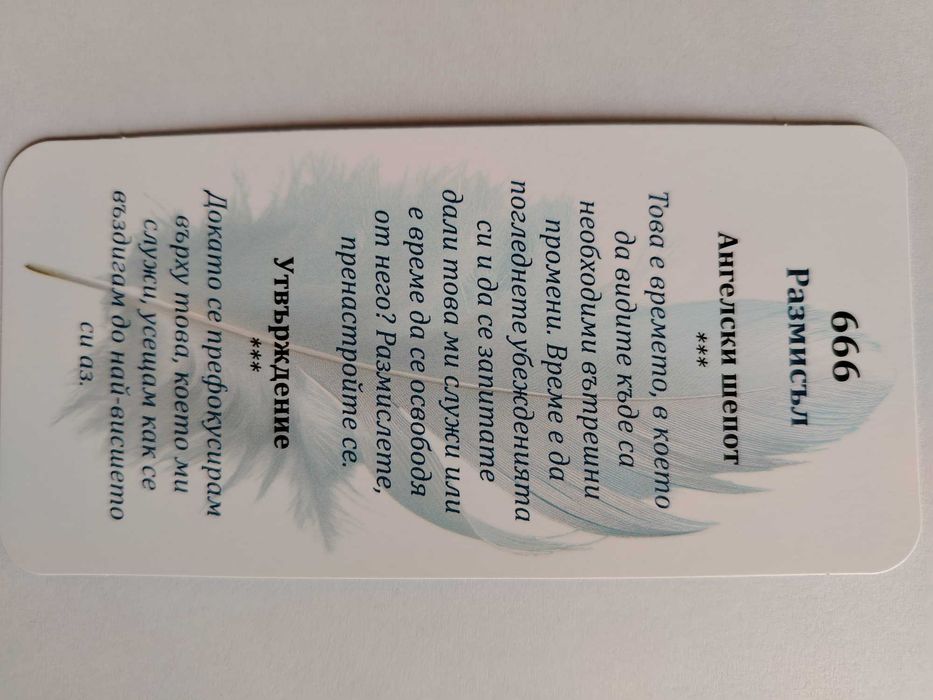 666
Размисъл
Ангелски шепот
***
Това е времето, в което
да видите къде са
необходими вътрешни
промени. Време е да
погледнете убежденията
си и да се запитате
дали това ми служи или
е време да се освободя
от него? Размислете,
пренастройте се.
Утвърждение
***
Докато се префокусирам
върху това, което ми
служи, усещам как се
въздигам до най-висшето
си аз.